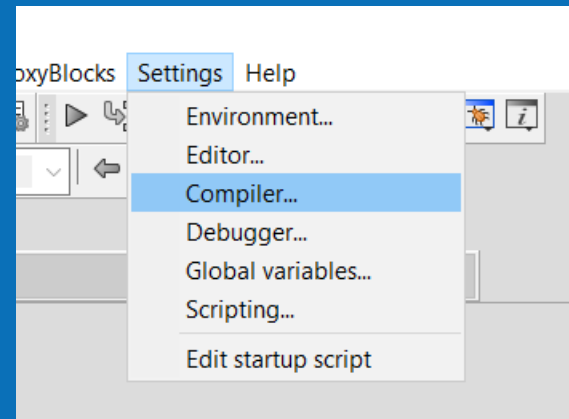 oxyBlocks Settings Help
Environment...
Editor...
Compiler...
Debugger...
Global variables...
Scripting...
Edit startup script